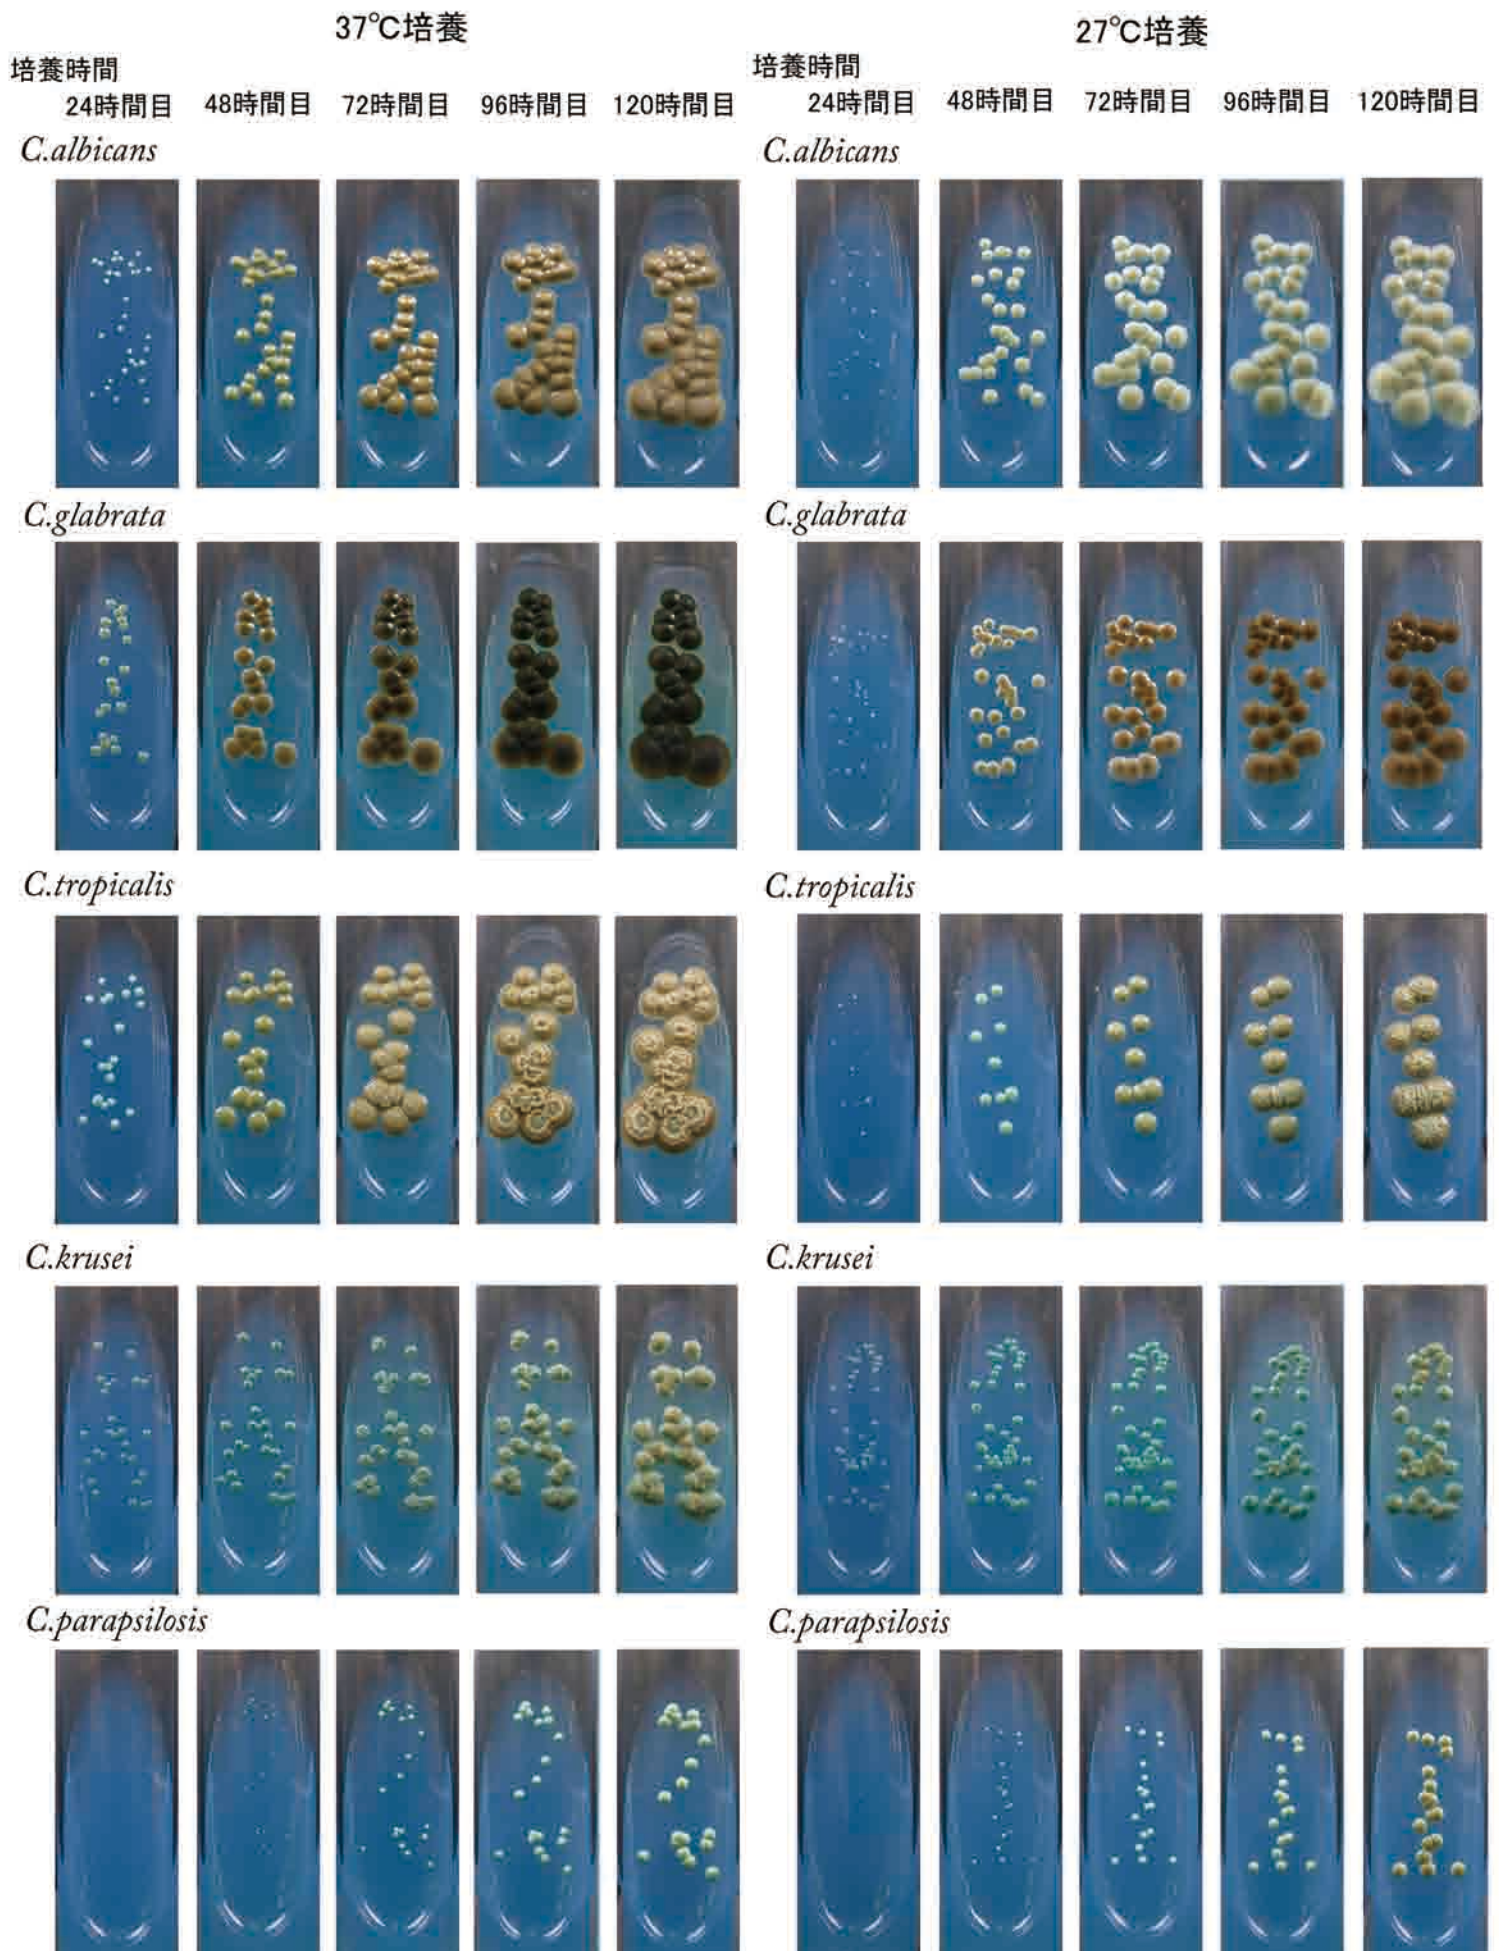 37℃培養
27℃培養
培養時間
培養時間
24時間目 48時間目 72時間目 96時間目 120時間目
24時間目 48時間目 72時間目 96時間目 120時間目
C.albicans
C.albicans
C.glabrata
C.glabrata
C.tropicalis
C.tropicalis
C.krusei
C.krusei
C.parapsilosis
C.parapsilosis